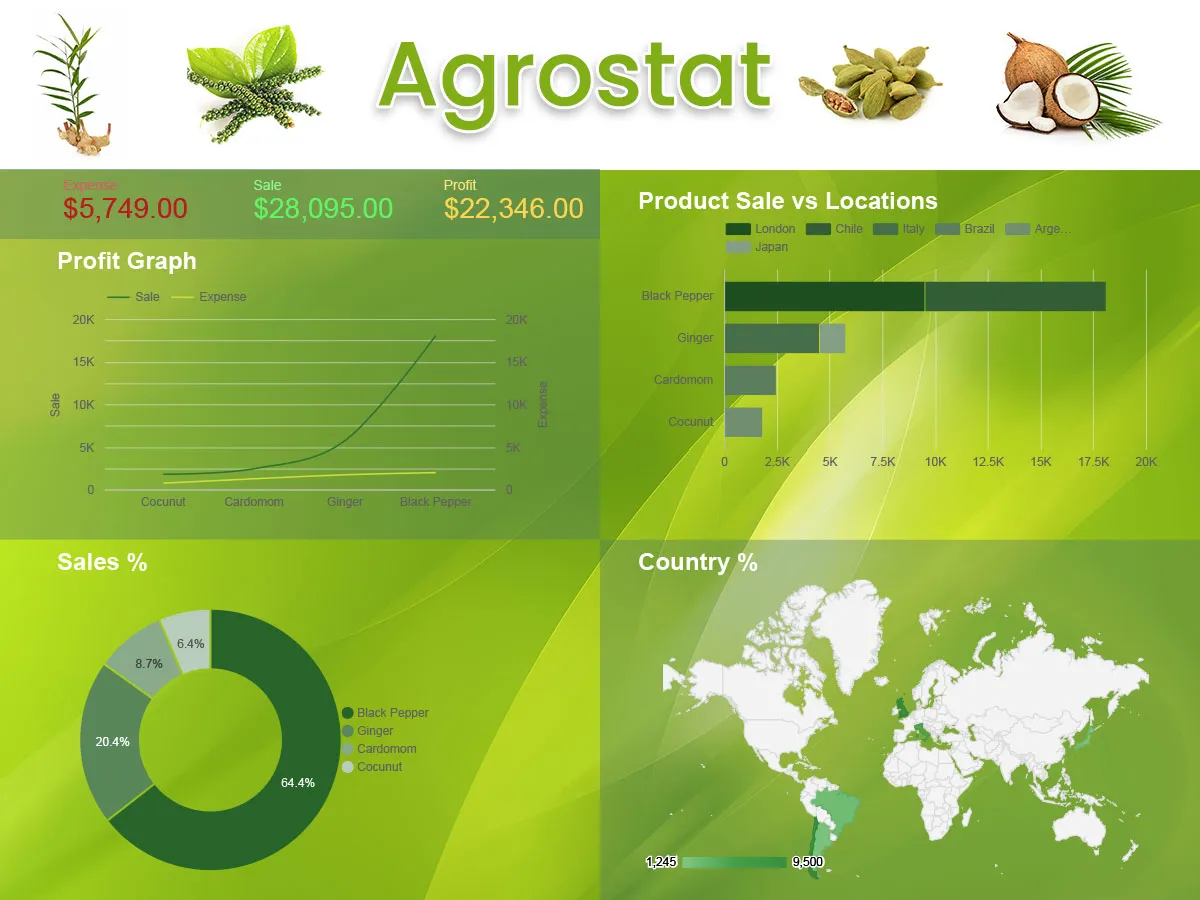 Agrostat
Expense
$5,749.00
Sale
$28,095.00
Profit
$22,346.00
Profit Graph
Sale
Expense
20K
15K
10K
5K
0
Sale
20K
15K
10K
5K
0
Expense
Cocunut
Cardomom
Ginger
Black Pepper
Product Sale vs Locations
London
Chile
Italy
Brazil
Arge...
Japan
Black Pepper
Ginger
Cardomom
Cocunut
0
2.5K
5K
7.5K
10K
12.5K
15K
17.5K
20K
Sales %
6.4%
8.7%
20.4%
64.4%
Black Pepper
Ginger
Cardomom
Cocunut
Country %
1,245
9,500